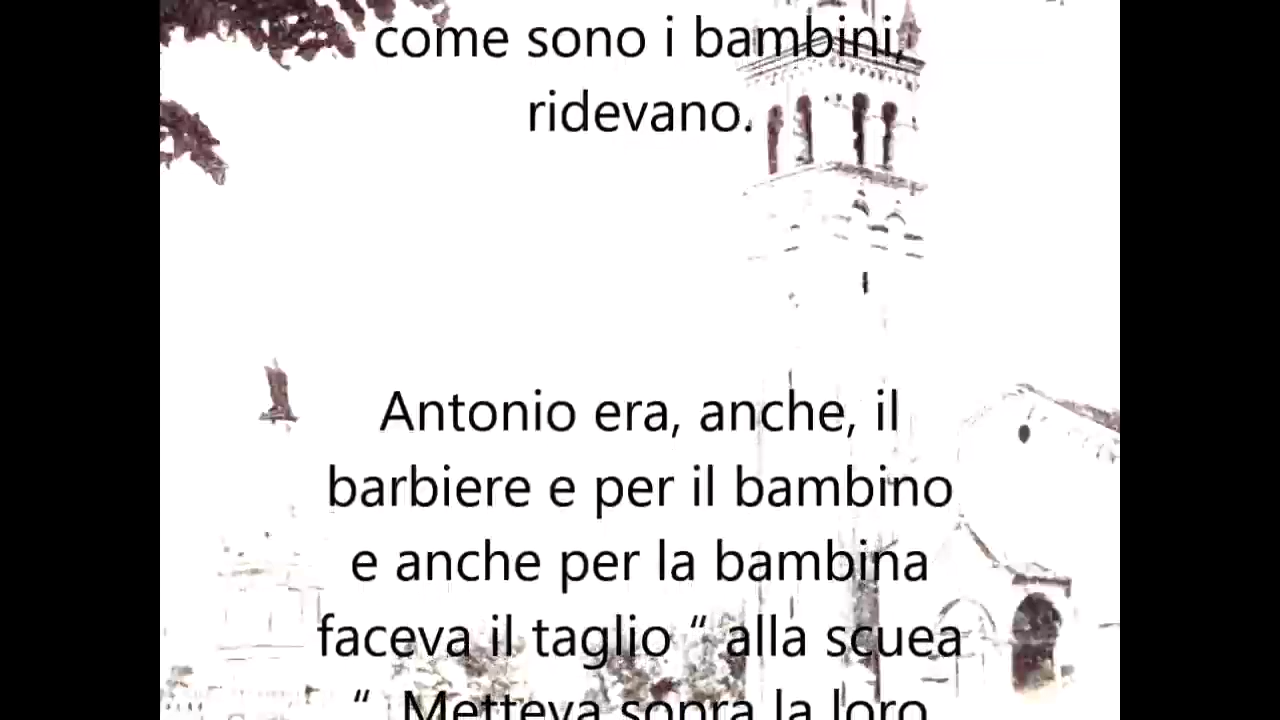 come sono i bambini,
ridevano.
Antonio era, anche, il
barbiere e per il bambino
e anche per la bambina
faceva il taglio “ alla scuea
“ Metteva sopra la loro